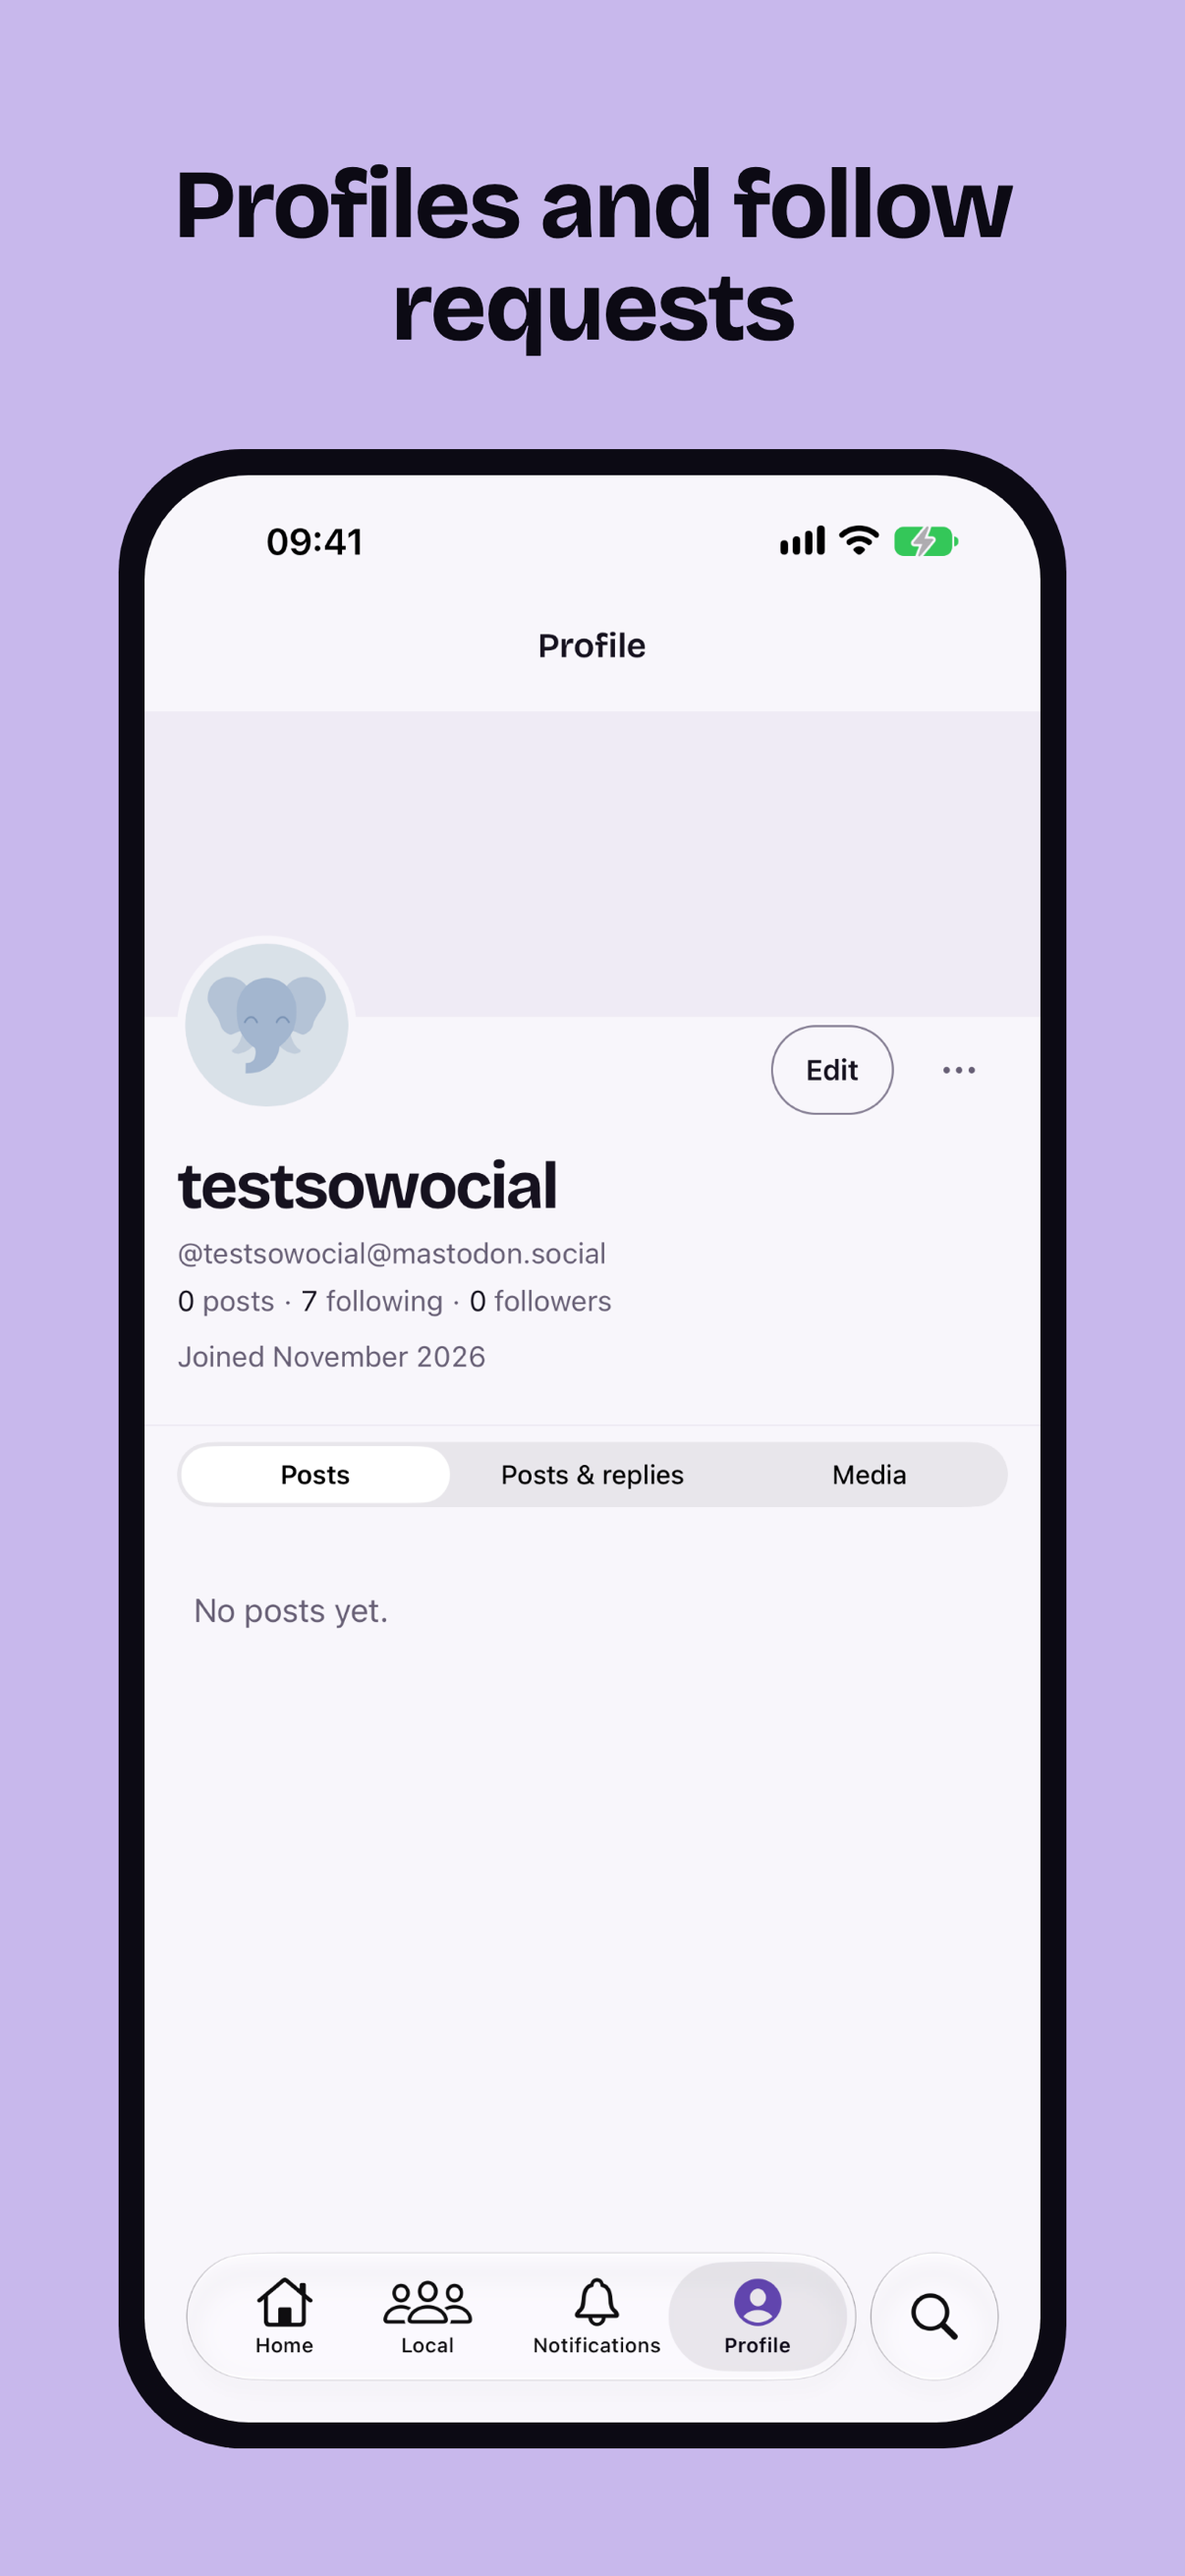 Profiles and follow
requests
09:41
Profile
Edit
testsowocial
@testsowocial@mastodon.social
0 posts · 7 following · 0 followers
Joined November 2026
Posts
Posts & replies
Media
No posts yet.
Home
Local
Notifications
Profile